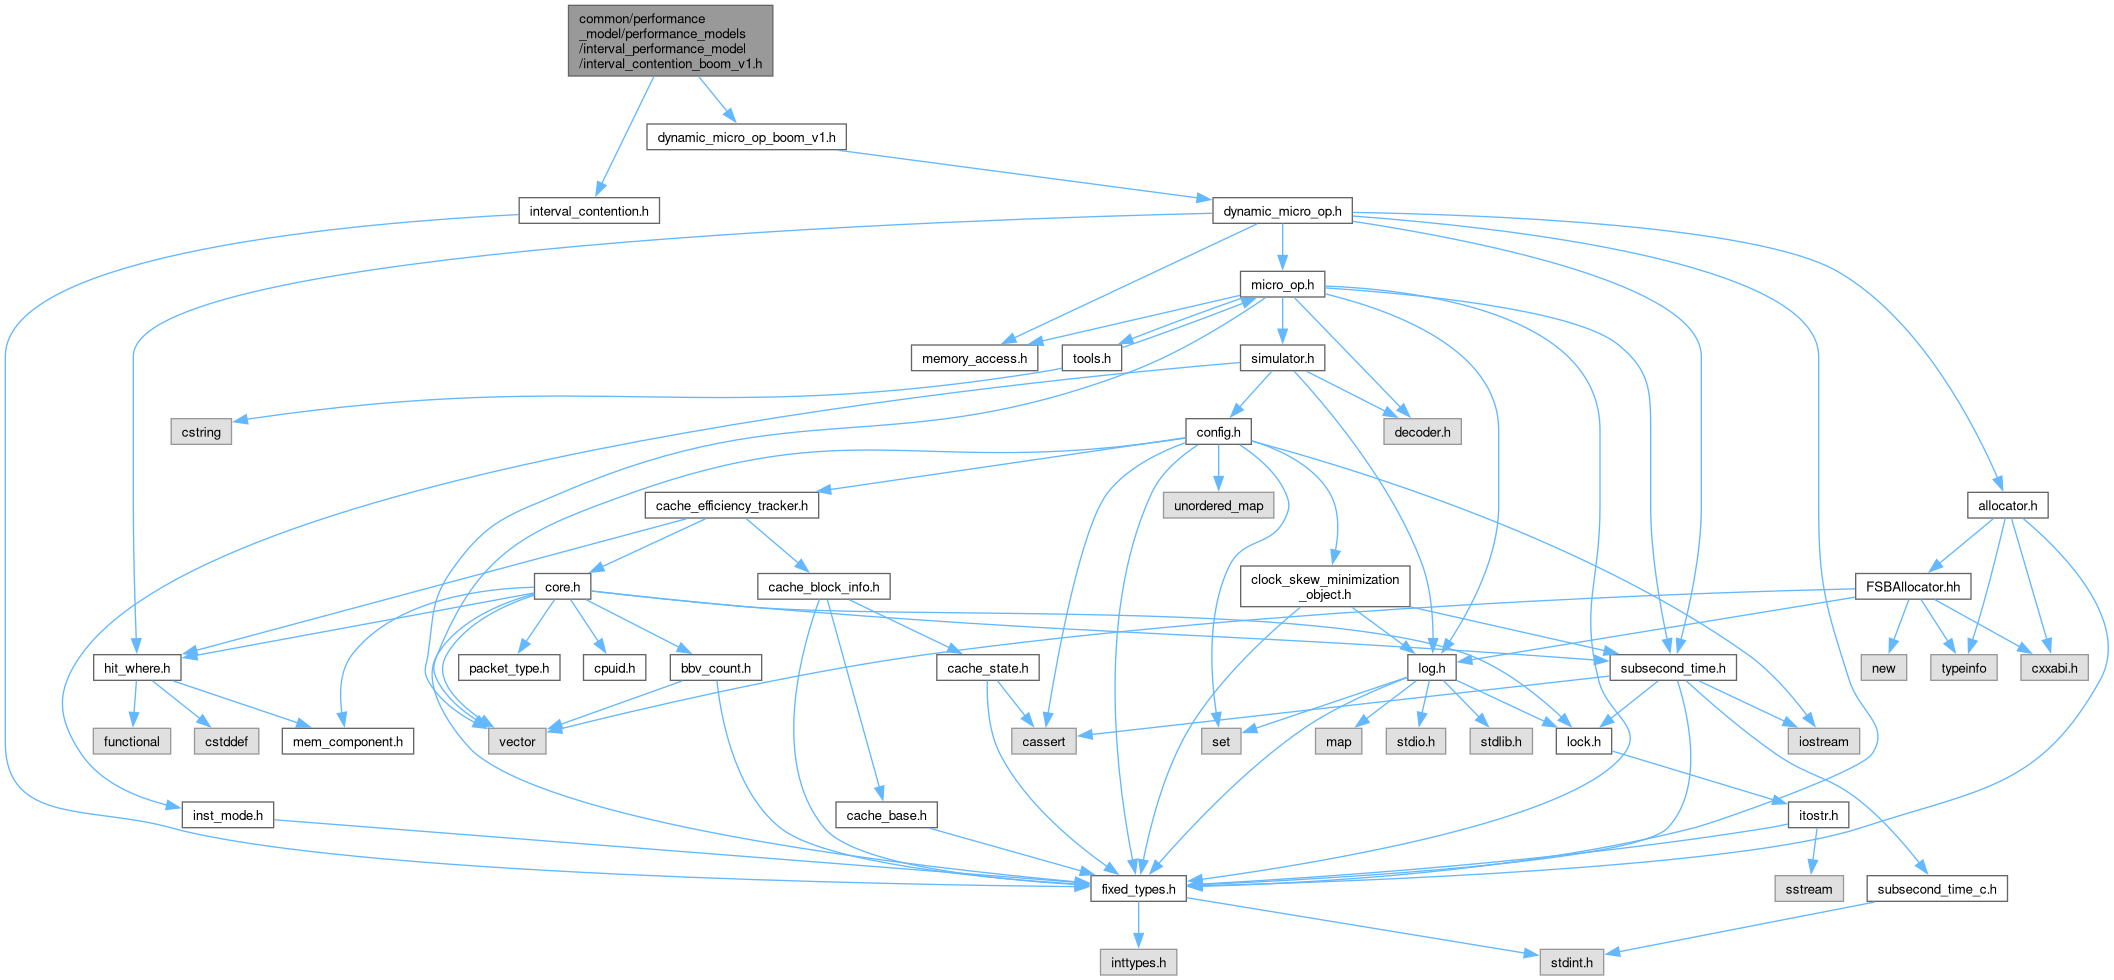 common/performance
_model/performance_models
/interval_performance_model
/interval_contention_boom_v1.h
dynamic_micro_op_boom_v1.h
interval_contention.h
dynamic_micro_op.h
micro_op.h
memory_access.h
tools.h
simulator.h
cstring
config.h
decoder.h
cache_efficiency_tracker.h
unordered_map
allocator.h
core.h
cache_block_info.h
clock_skew_minimization
_object.h
FSBAllocator.hh
hit_where.h
packet_type.h
cpuid.h
bbv_count.h
cache_state.h
log.h
subsecond_time.h
new
typeinfo
cxxabi.h
functional
cstddef
mem_component.h
vector
cassert
set
map
stdio.h
stdlib.h
lock.h
iostream
inst_mode.h
cache_base.h
itostr.h
fixed_types.h
sstream
subsecond_time_c.h
inttypes.h
stdint.h